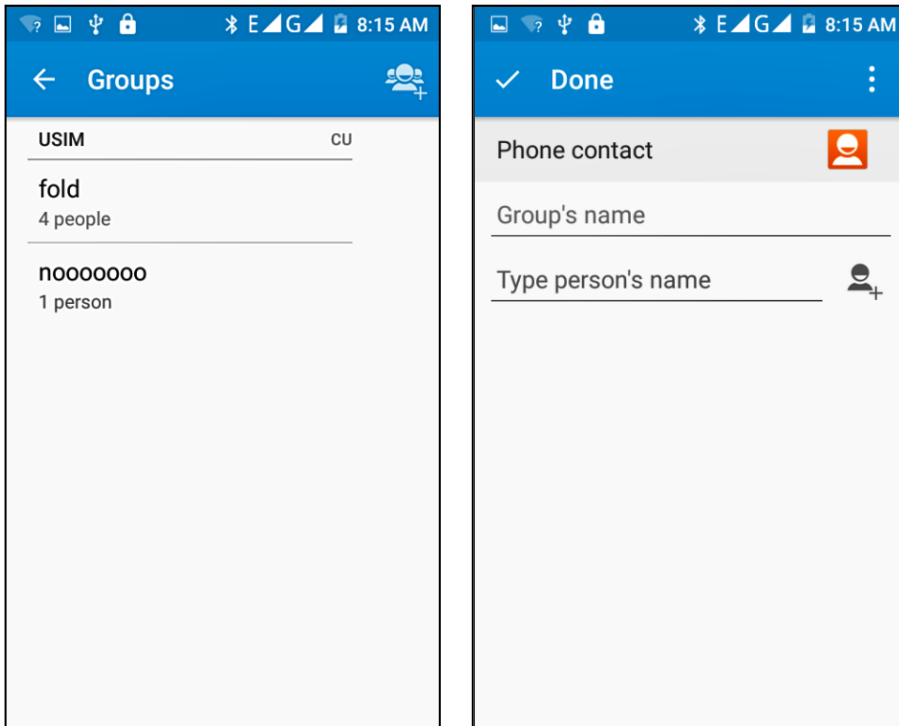 E G 8:15 AM
Groups
USIM CU
fold
4 people
nooooooo
1 person
E G 8:15 AM
Done
Phone contact
Group's name
Type person's name